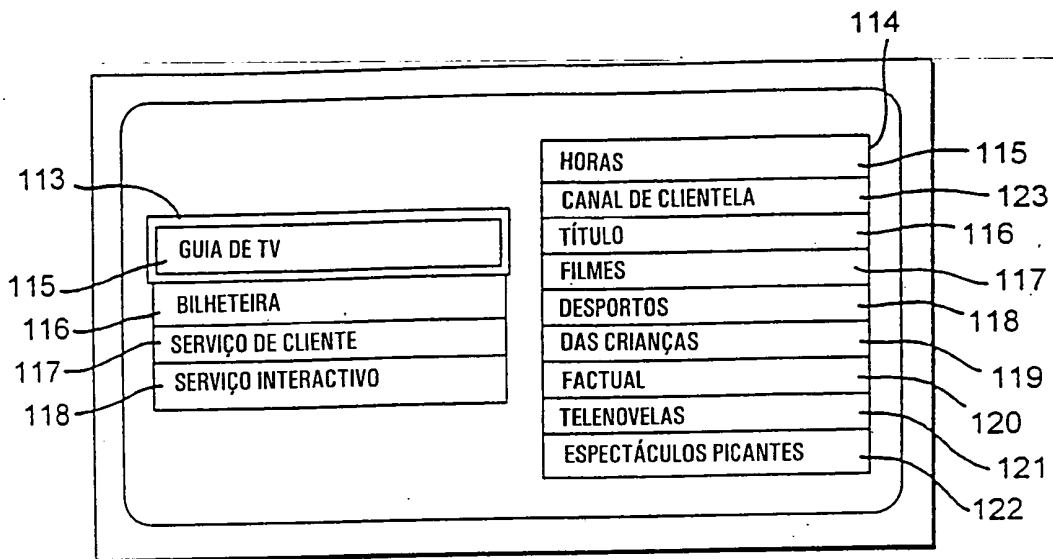 114
HORAS 115
CANAL DE CLIENTELA 123
TÍTULO 116
FILMES 117
DESPORTOS 118
DAS CRIANÇAS 119
FACTUAL 120
TELENOVELAS 121
ESPECTÁCULOS PICANTES 122
113
GUIA DE TV
115
BILHETEIRA
116
SERVIÇO DE CLIENTE
117
SERVIÇO INTERACTIVO
118